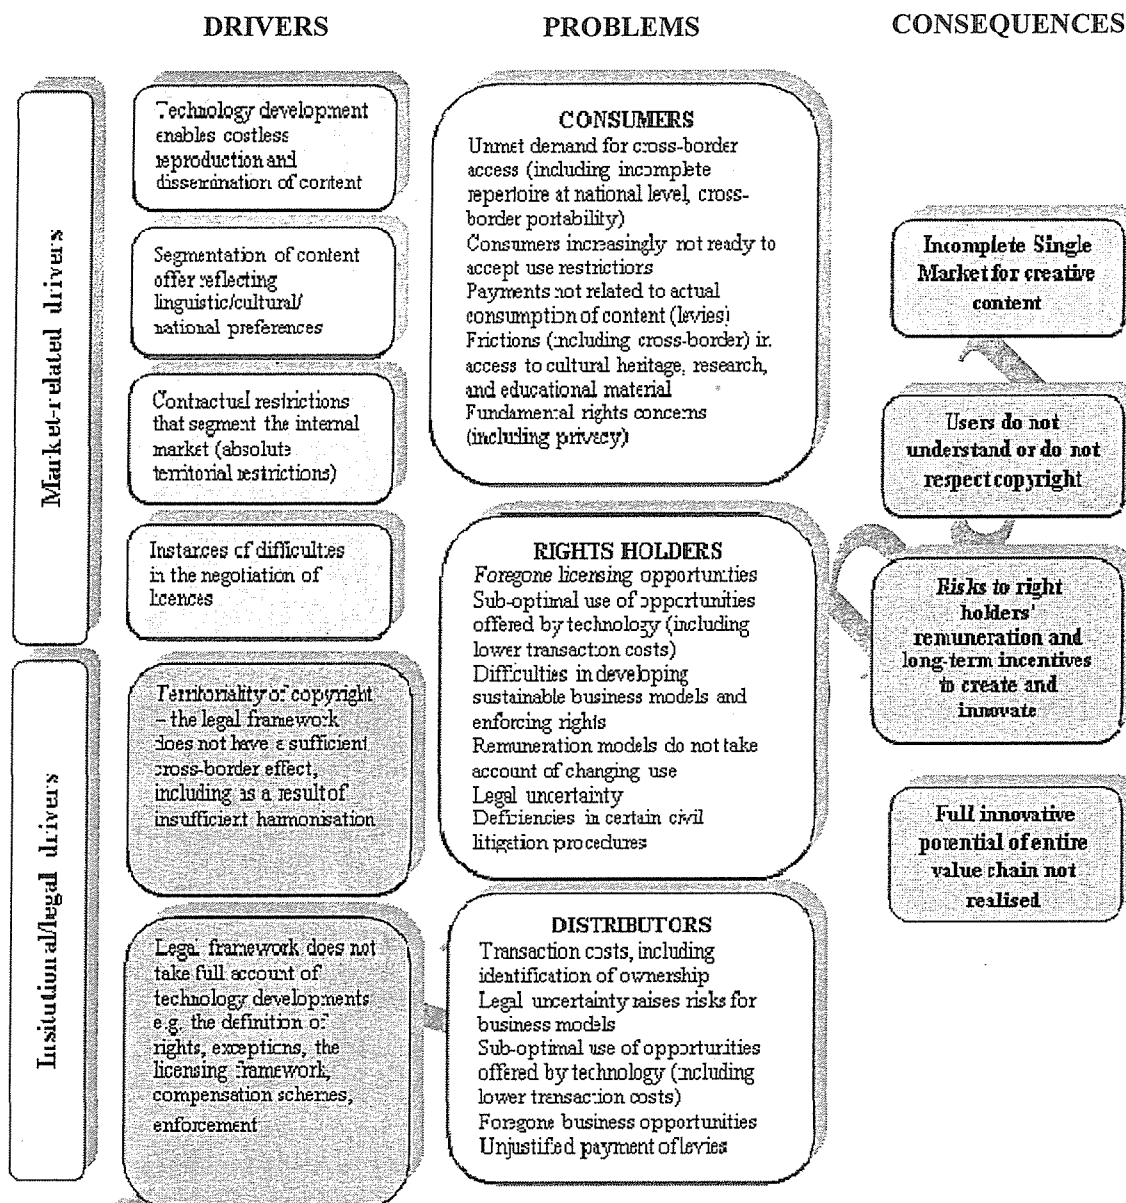 DRIVERS
PROBLEMS
CONSEQUENCES
Market-related drivers
Technology development
enables costless
reproduction and
dissemination of content
Segmentation of content
offer reflecting
linguistic/cultural/
national preferences
Contractual restrictions
that segment the internal
market (absolute
territorial restrictions)
Instances of difficulties
in the negotiation of
licences
Insitutional/legal drivers
Territoriality of copyright
– the legal framework
does not have a sufficient
cross-border effect,
including as a result of
insufficient harmonisation
Legal framework does not
take full account of
technology developments
e.g. the definition of
rights, exceptions, the
licensing framework,
compensation schemes,
enforcement
CONSUMERS
Unmet demand for cross-border
access (including incomplete
repertoire at national level, cross-
border portability)
Consumers increasingly not ready to
accept use restrictions
Payments not related to actual
consumption of content (levies)
Frictions (including cross-border) in
access to cultural heritage, research,
and educational material
Fundamental rights concerns
(including privacy)
RIGHTS HOLDERS
Foregone licensing opportunities
Sub-optimal use of opportunities
offered by technology (including
lower transaction costs)
Difficulties in developing
sustainable business models and
enforcing rights
Remuneration models do not take
account of changing use
Legal uncertainty
Deficiencies in certain civil
litigation procedures
DISTRIBUTORS
Transaction costs, including
identification of ownership
Legal uncertainty raises risks for
business models
Sub-optimal use of opportunities
offered by technology (including
lower transaction costs)
Foregone business opportunities
Unjustified payment of levies
Incomplete Single
Market for creative
content
Users do not
understand or do not
respect copyright
Risks to right
holders'
remuneration and
long-term incentives
to create and
innovate
Full innovative
potential of entire
value chain not
realised